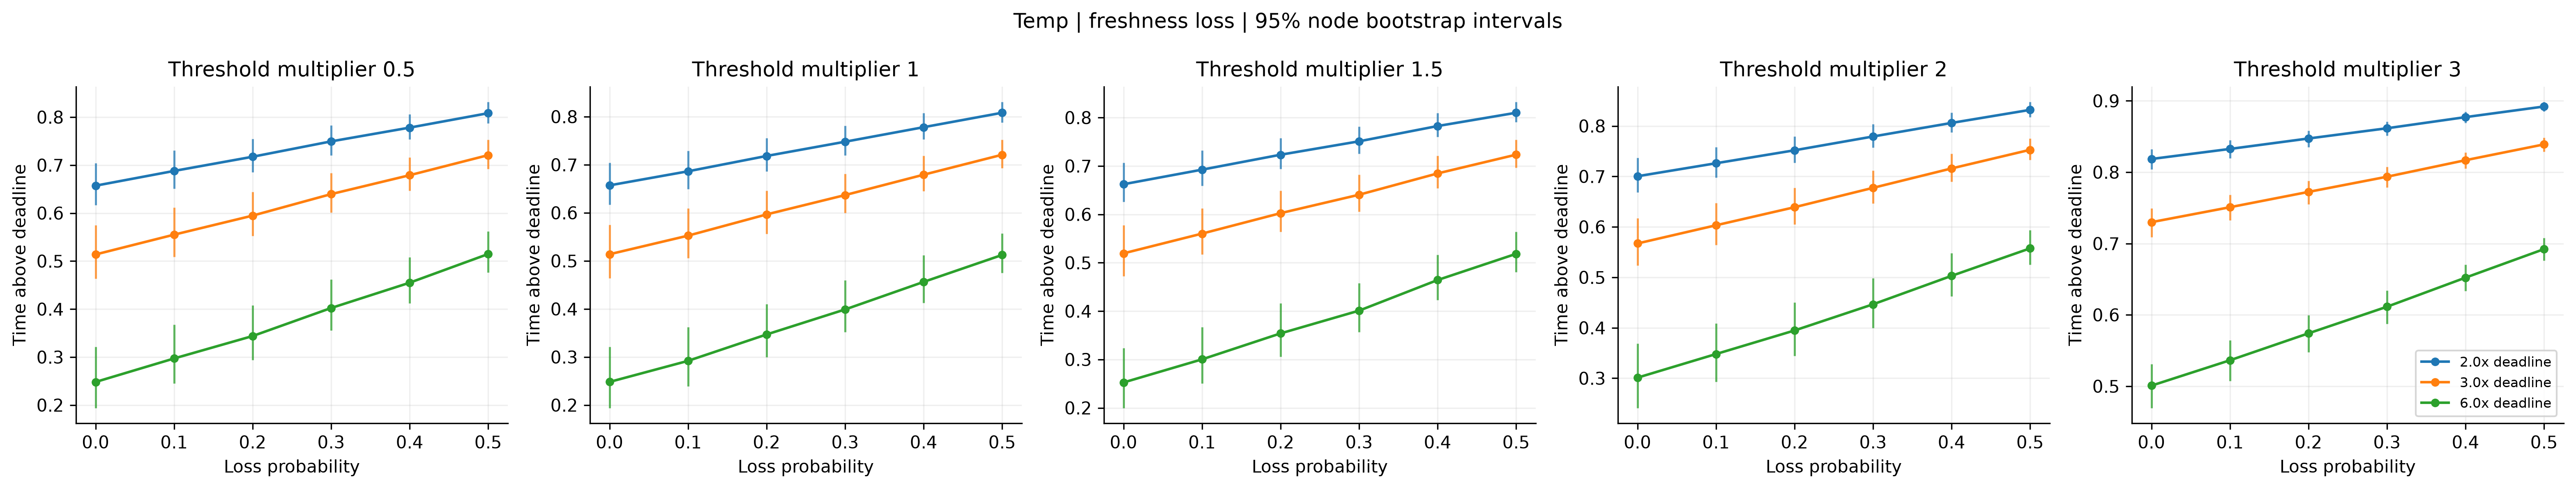 Temp | freshness loss | 95% node bootstrap intervals
Threshold multiplier 0.5
Time above deadline
0.8
0.7
0.6
0.5
0.4
0.3
0.2
0.0 0.1 0.2 0.3 0.4 0.5
Loss probability
Threshold multiplier 1
Time above deadline
0.8
0.7
0.6
0.5
0.4
0.3
0.2
0.0 0.1 0.2 0.3 0.4 0.5
Loss probability
Threshold multiplier 1.5
Time above deadline
0.8
0.7
0.6
0.5
0.4
0.3
0.2
0.0 0.1 0.2 0.3 0.4 0.5
Loss probability
Threshold multiplier 2
Time above deadline
0.8
0.7
0.6
0.5
0.4
0.3
0.0 0.1 0.2 0.3 0.4 0.5
Loss probability
Threshold multiplier 3
Time above deadline
0.9
0.8
0.7
0.6
0.5
2.0x deadline
3.0x deadline
6.0x deadline
0.0 0.1 0.2 0.3 0.4 0.5
Loss probability